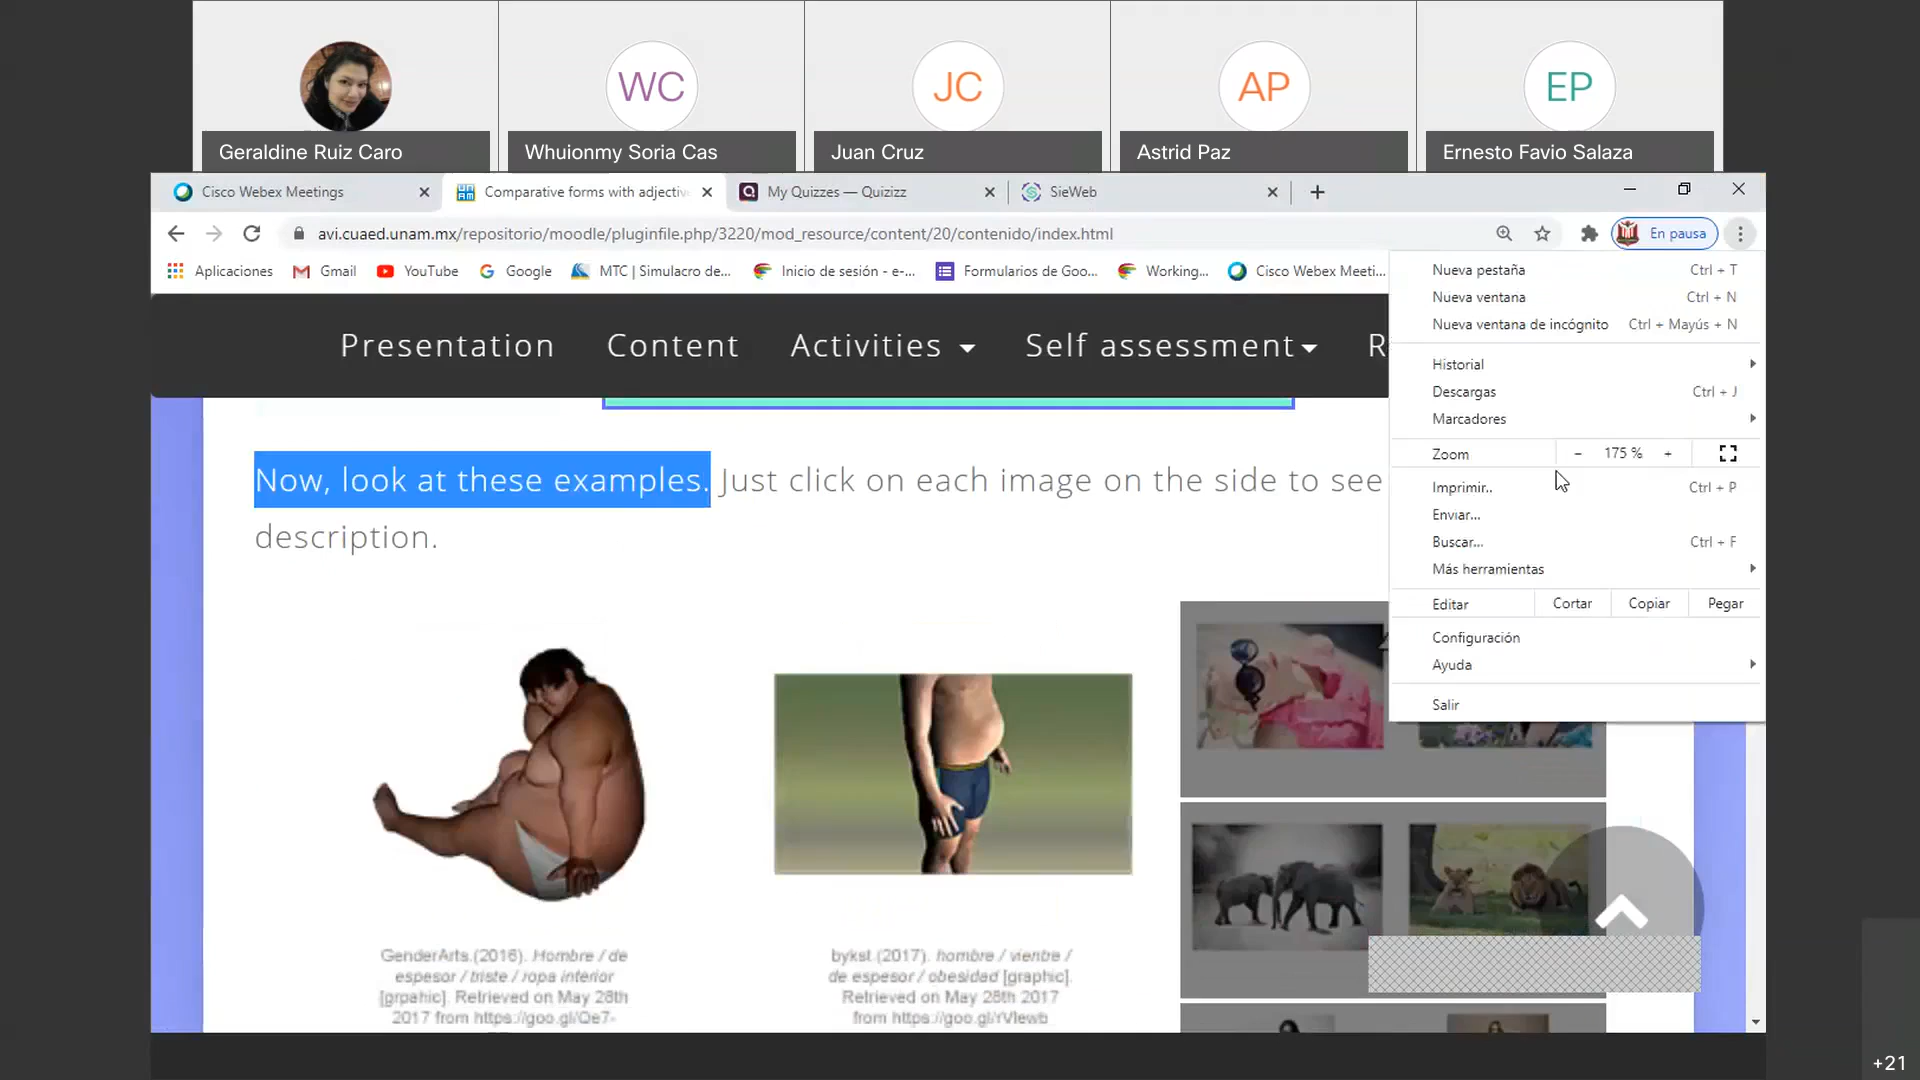 WC
JC
AP
EP
Geraldine Ruiz Caro
Whuionmy Soria Cas
Juan Cruz
Astrid Paz
Ernesto Favio Salaza
Cisco Webex Meetings
Comparative forms with adjectiv
My Quizzes — Quizizz
SieWeb
avi.cuaed.unam.mx/repositorio/moodle/pluginfile.php/3220/mod_resource/content/20/contenido/index.html
En pausa
Aplicaciones
Gmail
YouTube
Google
MTC | Simulacro de...
Inicio de sesión - e-...
Formularios de Goo...
Working...
Cisco Webex Meeti...
Presentation
Content
Activities
Self assessment
R
Now, look at these examples. Just click on each image on the side to see
description.
Nueva pestaña Ctrl + T
Nueva ventana Ctrl + N
Nueva ventana de incógnito Ctrl + Mayús + N
Historial
Descargas Ctrl + J
Marcadores
Zoom - 175 % +
Imprimir... Ctrl + P
Enviar...
Buscar... Ctrl + F
Más herramientas
Editar Cortar Copiar Pegar
Configuración
Ayuda
Salir
GenderArts.(2016). Hombre / de
espesor / triste / ropa interior
[grpahic]. Retrieved on May 28th
2017 from https://goo.gl/Qe7-
bykst.(2017). hombre / vientre /
de espesor / obesidad [graphic].
Retrieved on May 28th 2017
from https://goo.gl/rVlewb
+21